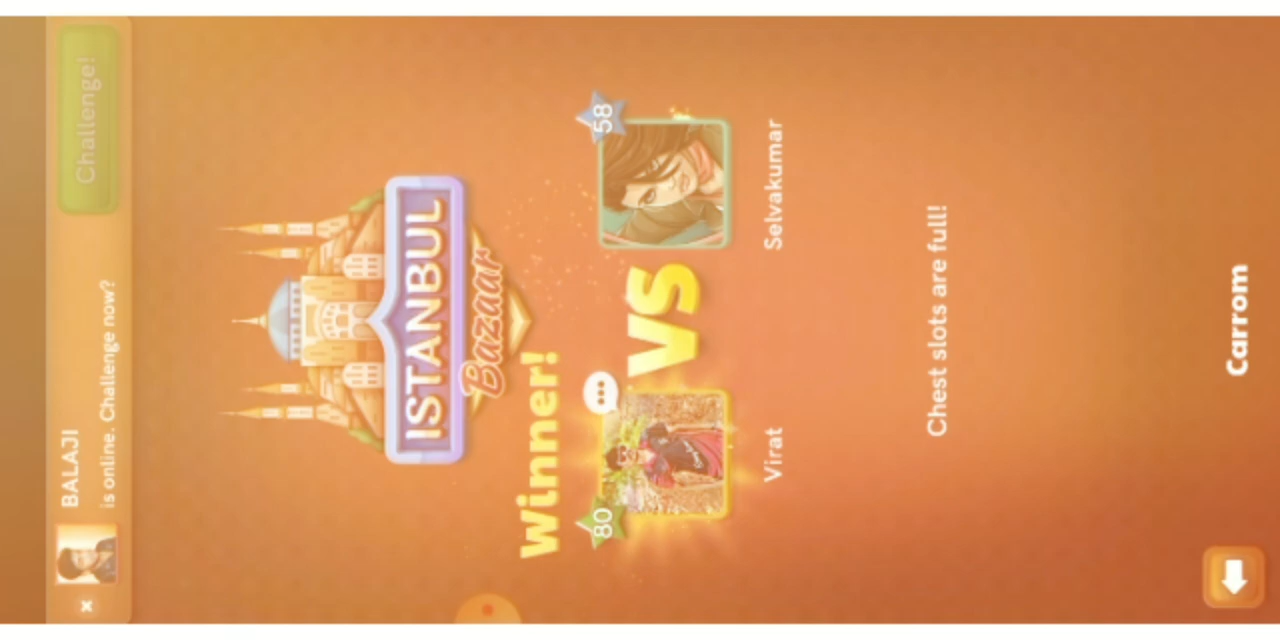 BALAJI
is online. Challenge now?
Challenge!
ISTANBUL
Bazaar
Winner!
80
VS
58
Virat
Selvakumar
Chest slots are full!
Carrom